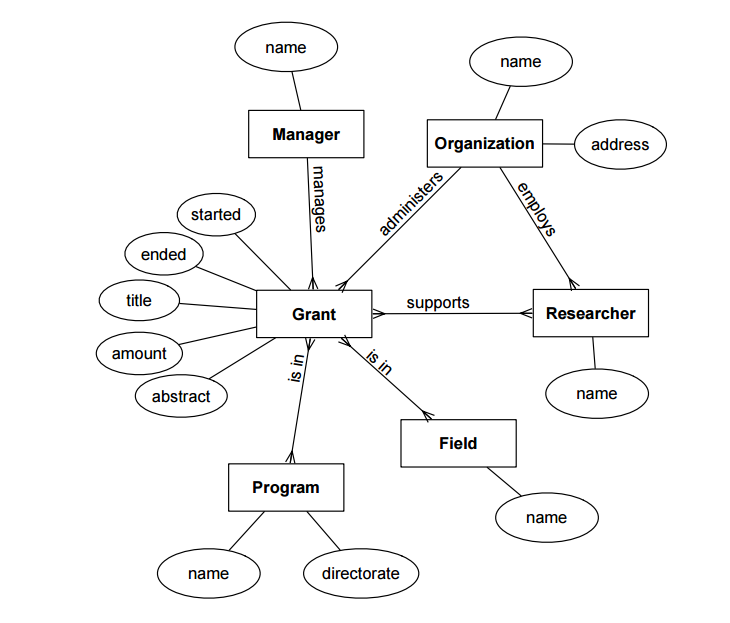 name
name
Manager
Organization
address
manages
administers
employs
started
ended
title
amount
abstract
Grant
supports
Researcher
name
is in
is in
Field
name
Program
name
directorate